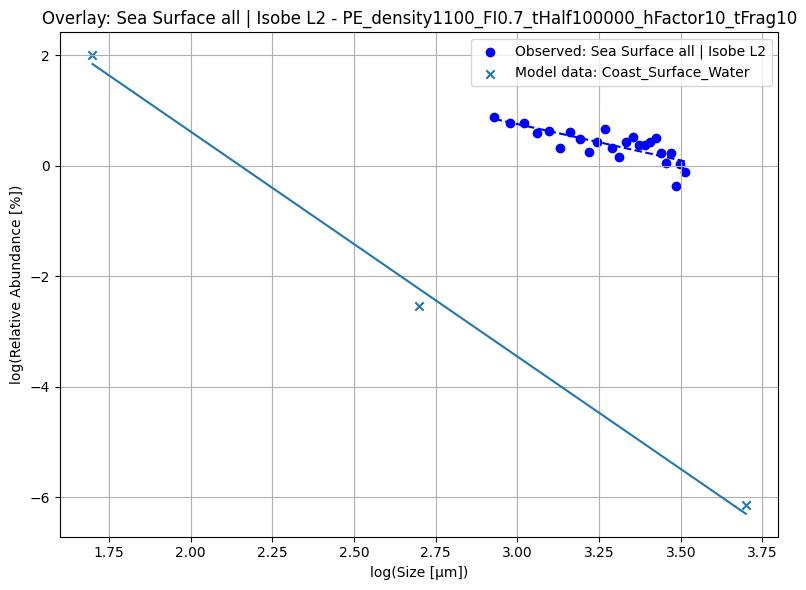 Overlay: Sea Surface all | Isobe L2 - PE_density1100_FI0.7_tHalf100000_hFactor10_tFrag10
Observed: Sea Surface all | Isobe L2
Model data: Coast_Surface_Water
2
0
−2
−4
−6
log(Relative Abundance [%])
1.75 2.00 2.25 2.50 2.75 3.00 3.25 3.50 3.75
log(Size [μm])